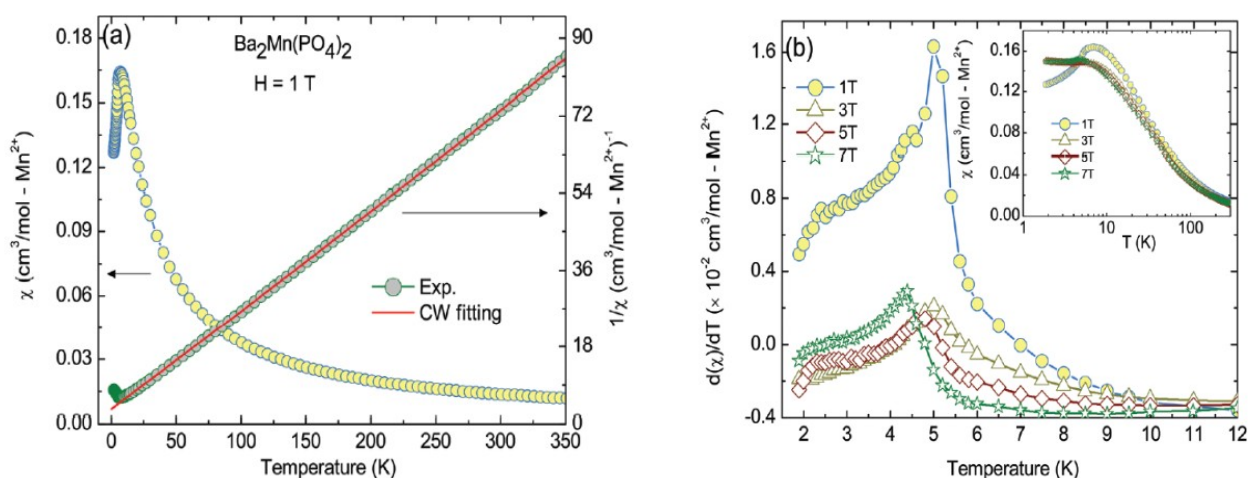 (a)
Ba₂Mn(PO₄)₂
H = 1 T
χ (cm³/mol - Mn²⁺)
0.18
0.15
0.12
0.09
0.06
0.03
0.00
90
72
54
36
18
0
1/χ (cm³/mol - Mn²⁺)⁻¹
Exp.
CW fitting
0 50 100 150 200 250 300 350
Temperature (K)
(b)
1T
3T
5T
7T
d(χ)/dT (× 10⁻² cm³/mol - Mn²⁺)
1.6
1.2
0.8
0.4
0.0
-0.4
2 3 4 5 6 7 8 9 10 11 12
Temperature (K)
χ (cm³/mol - Mn²⁺)
0.16
0.12
0.08
0.04
0.00
1T
3T
5T
7T
1 10 100
T (K)